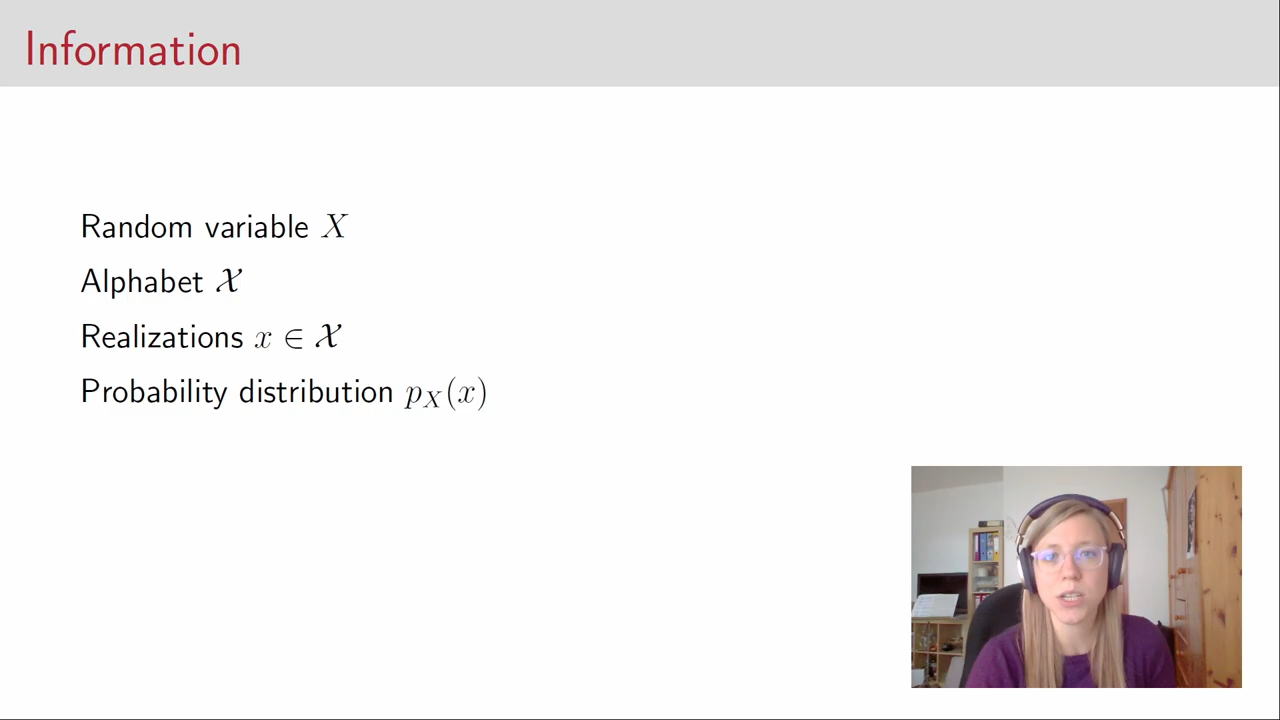 Information
Random variable X
Alphabet 𝒳
Realizations x ∈ 𝒳
Probability distribution p_X(x)